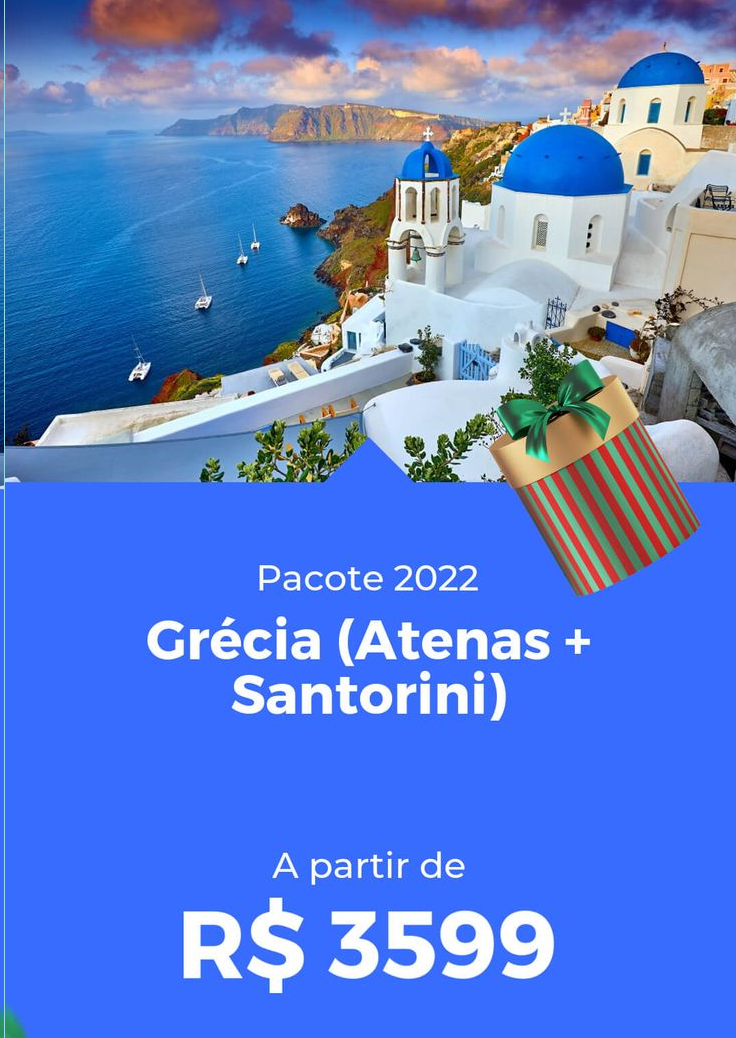 Pacote 2022
Grécia (Atenas +
Santorini)
A partir de
R$ 3599